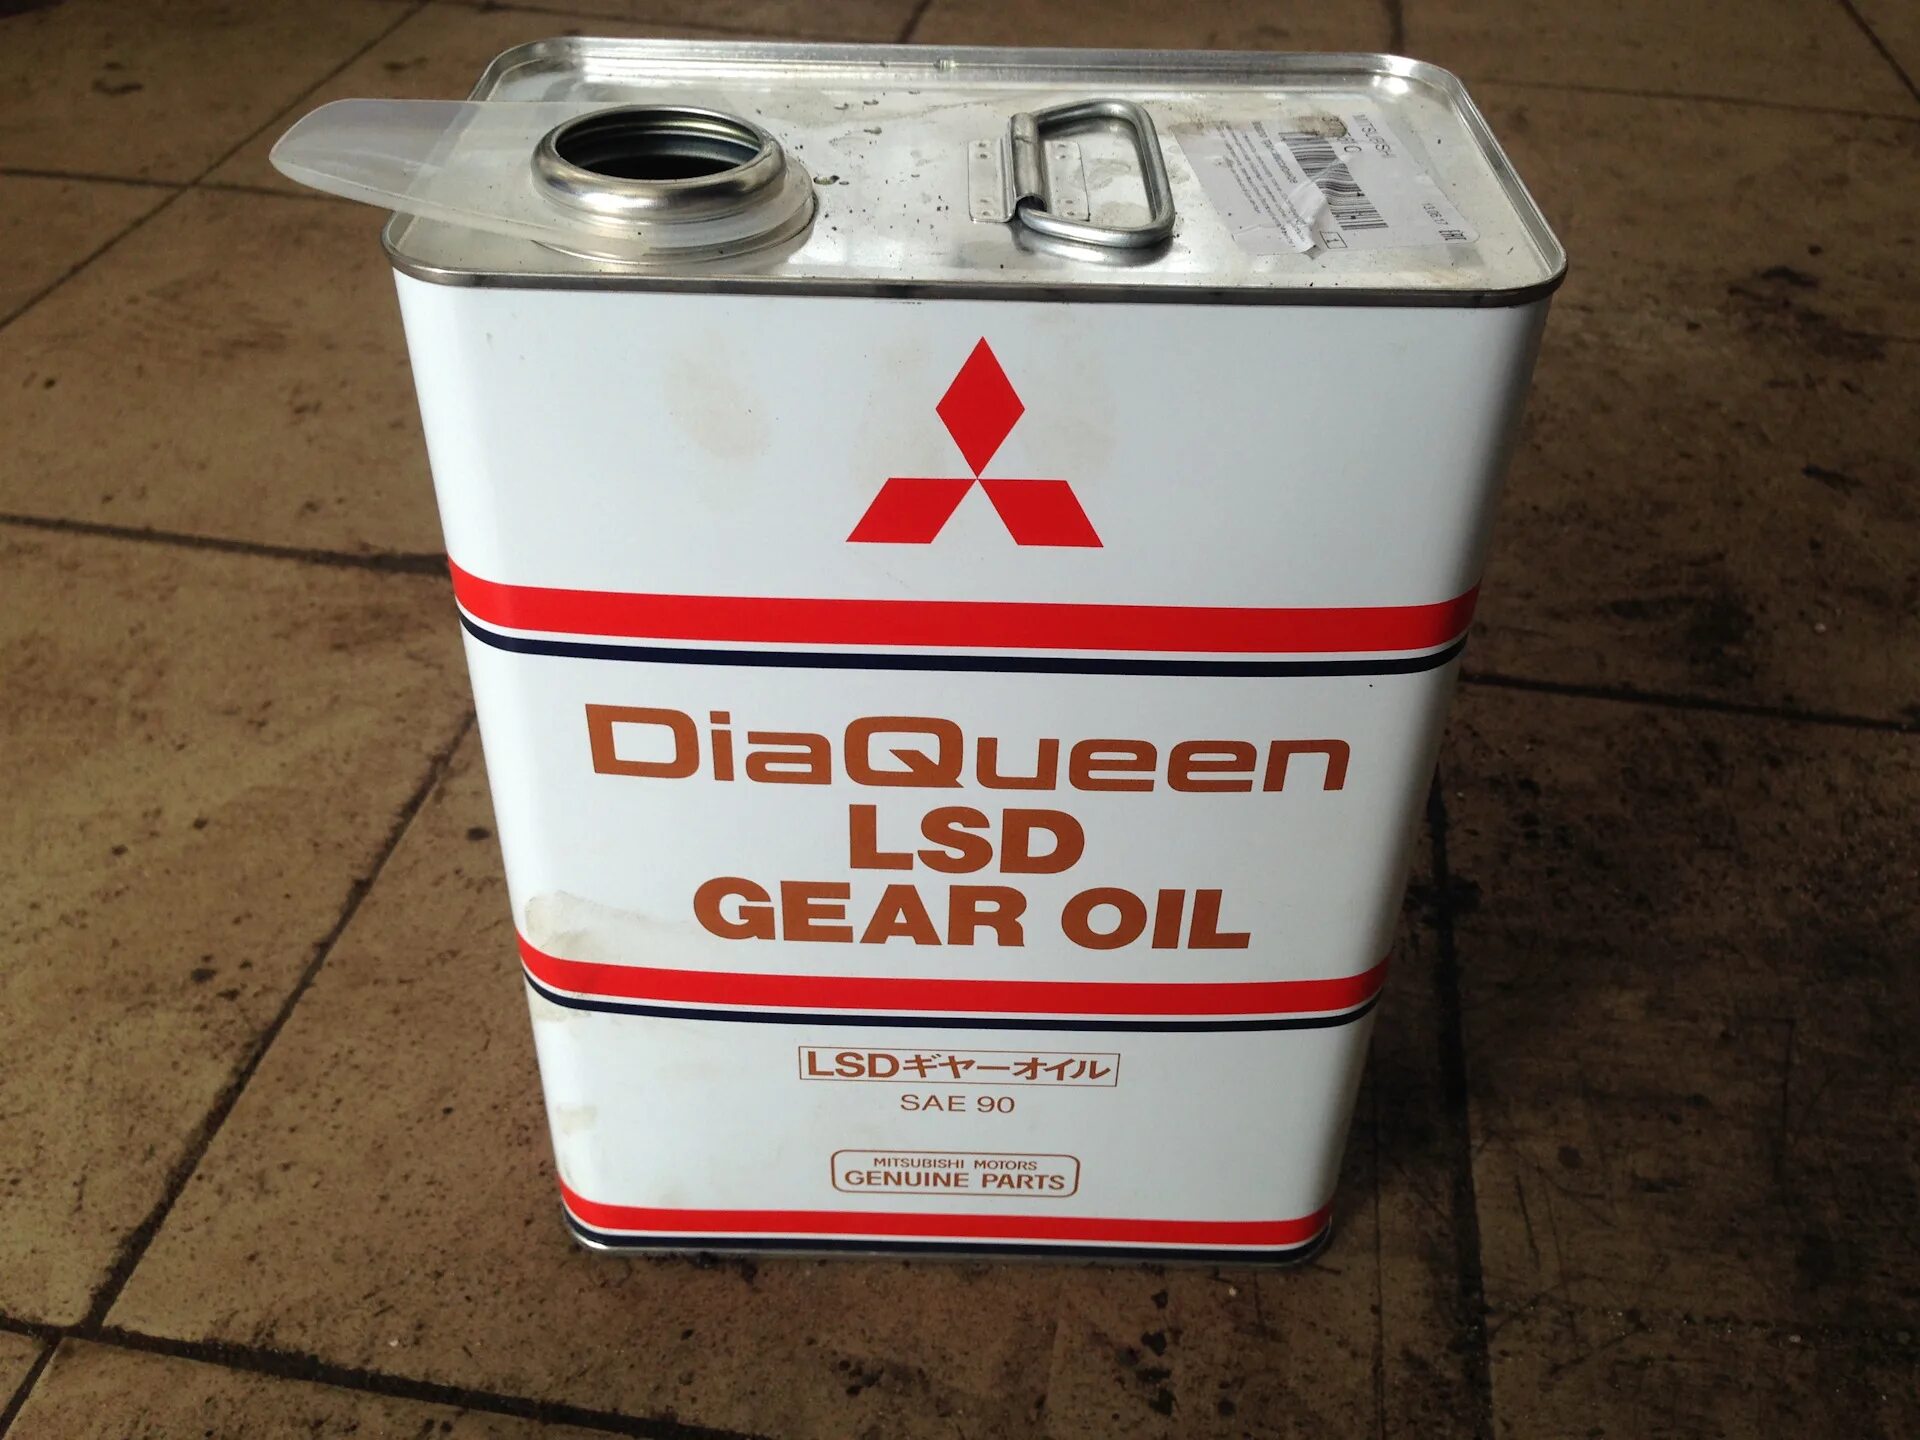 MITSUBISHI
DiaQueen
LSD
GEAR OIL
LSDギヤーオイル
SAE 90
MITSUBISHI MOTORS
GENUINE PARTS